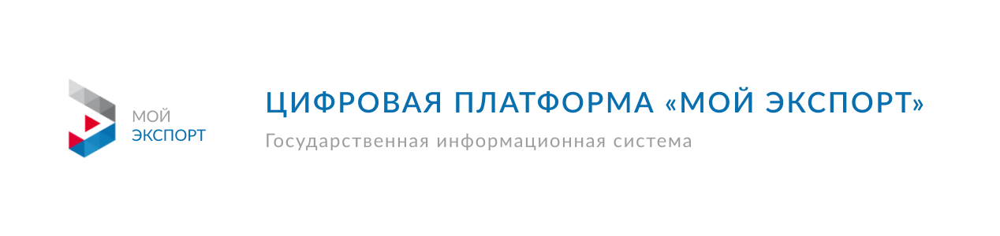 МОЙ
ЭКСПОРТ
ЦИФРОВАЯ ПЛАТФОРМА «МОЙ ЭКСПОРТ»
Государственная информационная система